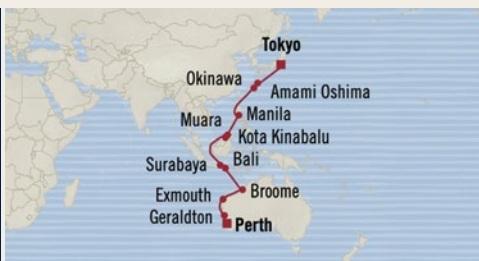 Tokyo
Okinawa
Amami Oshima
Manila
Muara
Kota Kinabalu
Surabaya
Bali
Exmouth
Broome
Geraldton
Perth